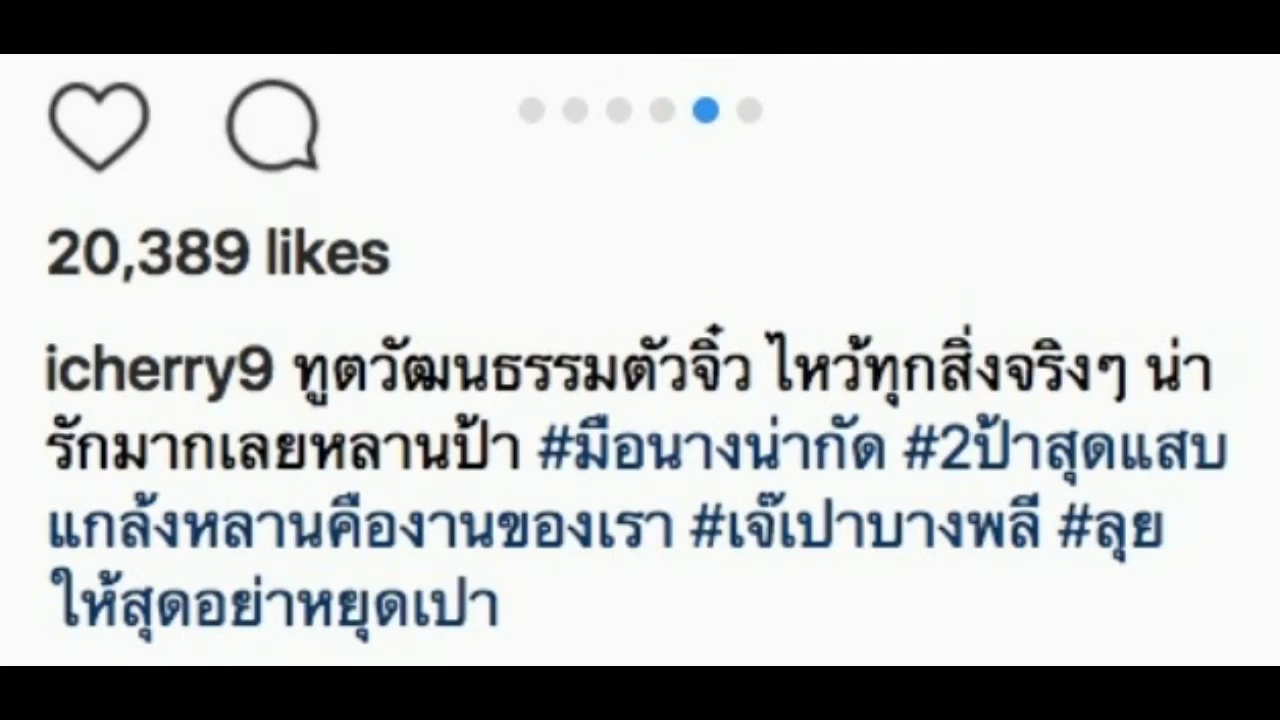 20,389 likes
icherry9 ทูตวัฒนธรรมตัวจิ๋ว ไหว้ทุกสิ่งจริงๆ น่า
รักมากเลยหลานป้า #มือนางน่ากัด #2ป้าสุดแสบ
แกล้งหลานคืองานของเรา #เจ๊เปาบางพลี #ลุย
ให้สุดอย่าหยุดเปา